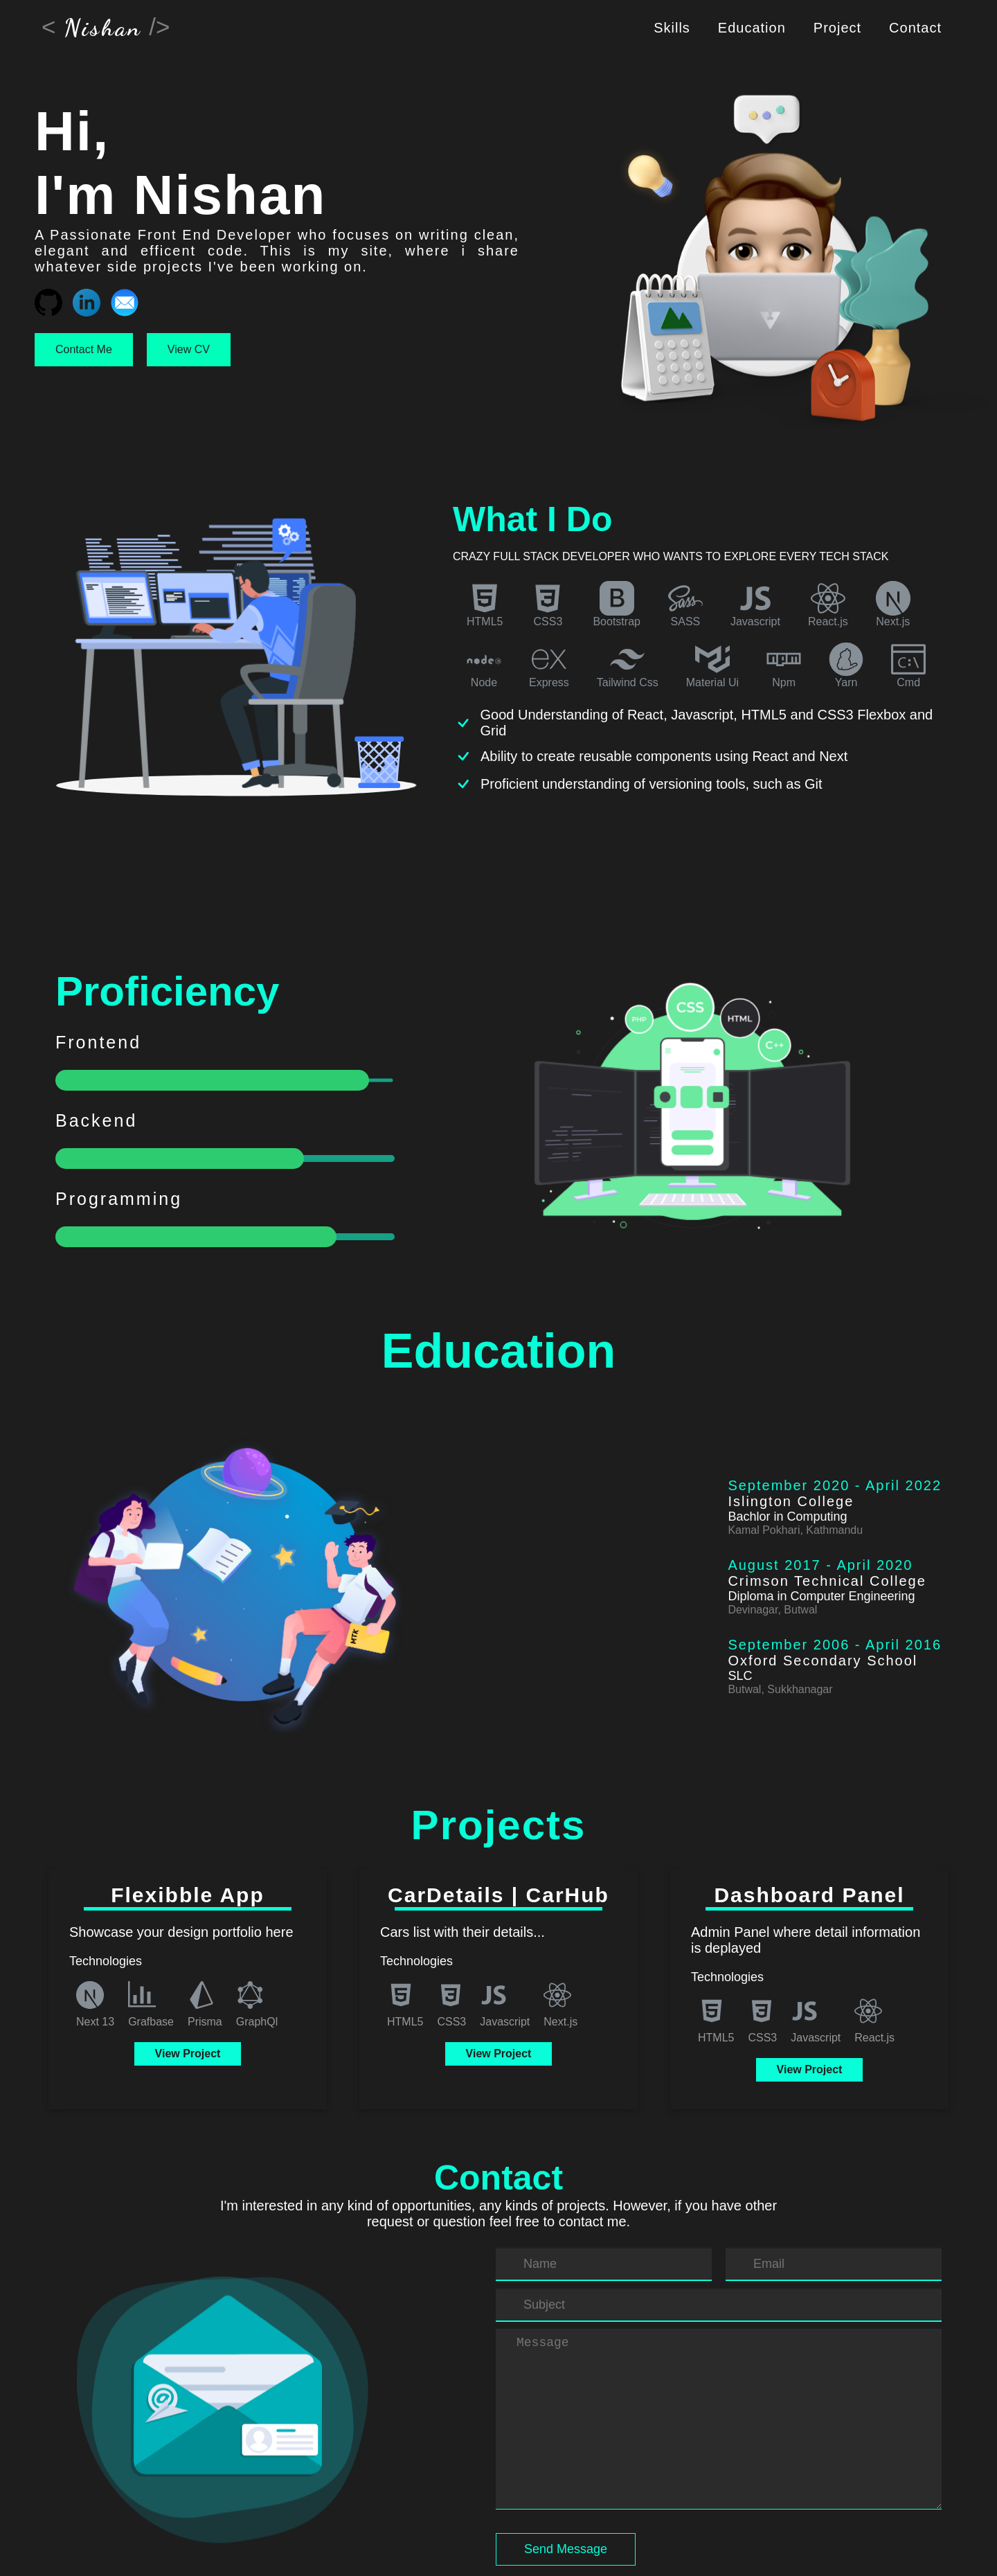 < Nishan />
Skills Education Project Contact
Hi,
I'm Nishan
A Passionate Front End Developer who focuses on writing clean,
elegant and efficent code. This is my site, where i share
whatever side projects I've been working on.
in
Contact Me View CV
What I Do
CRAZY FULL STACK DEVELOPER WHO WANTS TO EXPLORE EVERY TECH STACK
HTML5 CSS3 Bootstrap SASS Javascript React.js Next.js
Node Express Tailwind Css Material Ui Npm Yarn Cmd
Good Understanding of React, Javascript, HTML5 and CSS3 Flexbox and
Grid
Ability to create reusable components using React and Next
Proficient understanding of versioning tools, such as Git
Proficiency
Frontend
Backend
Programming
PHP CSS HTML C++
Education
MTK
September 2020 - April 2022
Islington College
Bachlor in Computing
Kamal Pokhari, Kathmandu
August 2017 - April 2020
Crimson Technical College
Diploma in Computer Engineering
Devinagar, Butwal
September 2006 - April 2016
Oxford Secondary School
SLC
Butwal, Sukkhanagar
Projects
Flexibble App
Showcase your design portfolio here
Technologies
Next 13 Grafbase Prisma GraphQl
View Project
CarDetails | CarHub
Cars list with their details...
Technologies
HTML5 CSS3 Javascript Next.js
View Project
Dashboard Panel
Admin Panel where detail information
is deplayed
Technologies
HTML5 CSS3 Javascript React.js
View Project
Contact
I'm interested in any kind of opportunities, any kinds of projects. However, if you have other
request or question feel free to contact me.
Name Email
Subject
Message
Send Message